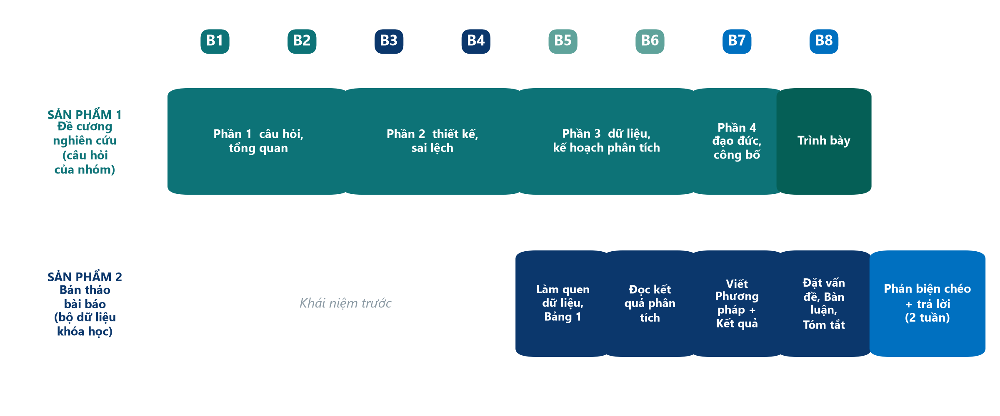 B1 B2 B3 B4 B5 B6 B7 B8
SẢN PHẨM 1
Đề cương
nghiên cứu
(câu hỏi
của nhóm)
Phần 1  câu hỏi,
tổng quan
Phần 2  thiết kế,
sai lệch
Phần 3  dữ liệu,
kế hoạch phân tích
Phần 4
đạo đức,
công bố
Trình bày
SẢN PHẨM 2
Bản thảo
bài báo
(bộ dữ liệu
khóa học)
Khái niệm trước
Làm quen
dữ liệu,
Bảng 1
Đọc kết
quả phân
tích
Viết
Phương
pháp +
Kết quả
Đặt vấn
đề, Bàn
luận,
Tóm tắt
Phản biện chéo
+ trả lời
(2 tuần)